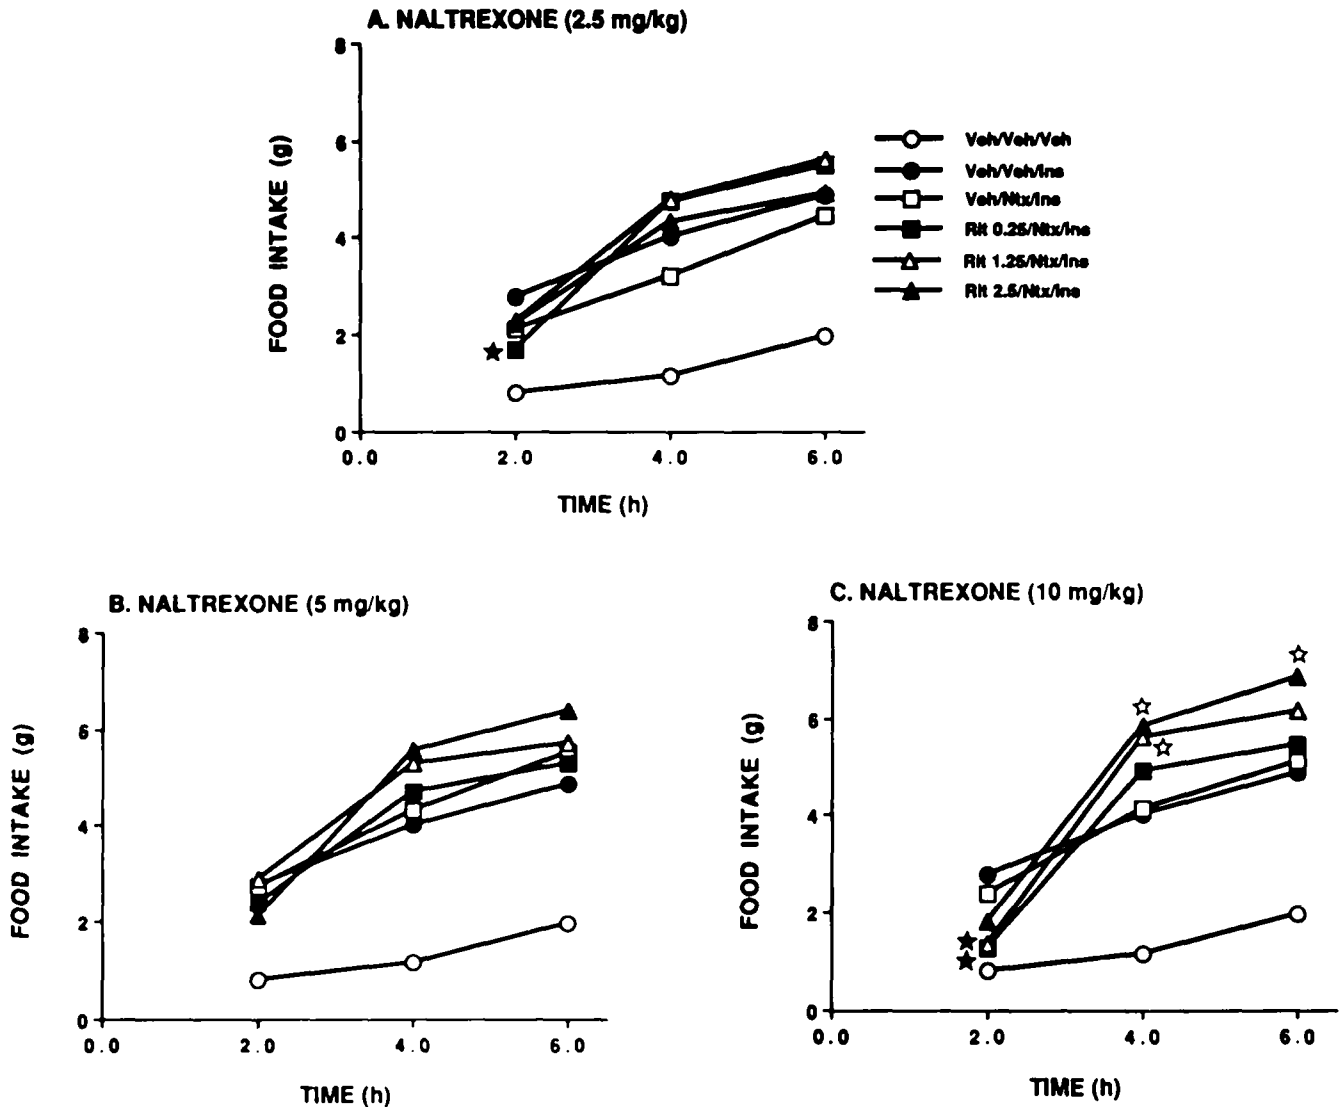 A. NALTREXONE (2.5 mg/kg)
8
6
4
2
0
FOOD INTAKE (g)
0.0 2.0 4.0 6.0
TIME (h)
Veh/Veh/Veh
Veh/Veh/Ins
Veh/Ntx/Ins
Rit 0.25/Ntx/Ins
Rit 1.25/Ntx/Ins
Rit 2.5/Ntx/Ins
B. NALTREXONE (5 mg/kg)
8
6
4
2
0
FOOD INTAKE (g)
0.0 2.0 4.0 6.0
TIME (h)
C. NALTREXONE (10 mg/kg)
8
6
4
2
0
FOOD INTAKE (g)
0.0 2.0 4.0 6.0
TIME (h)